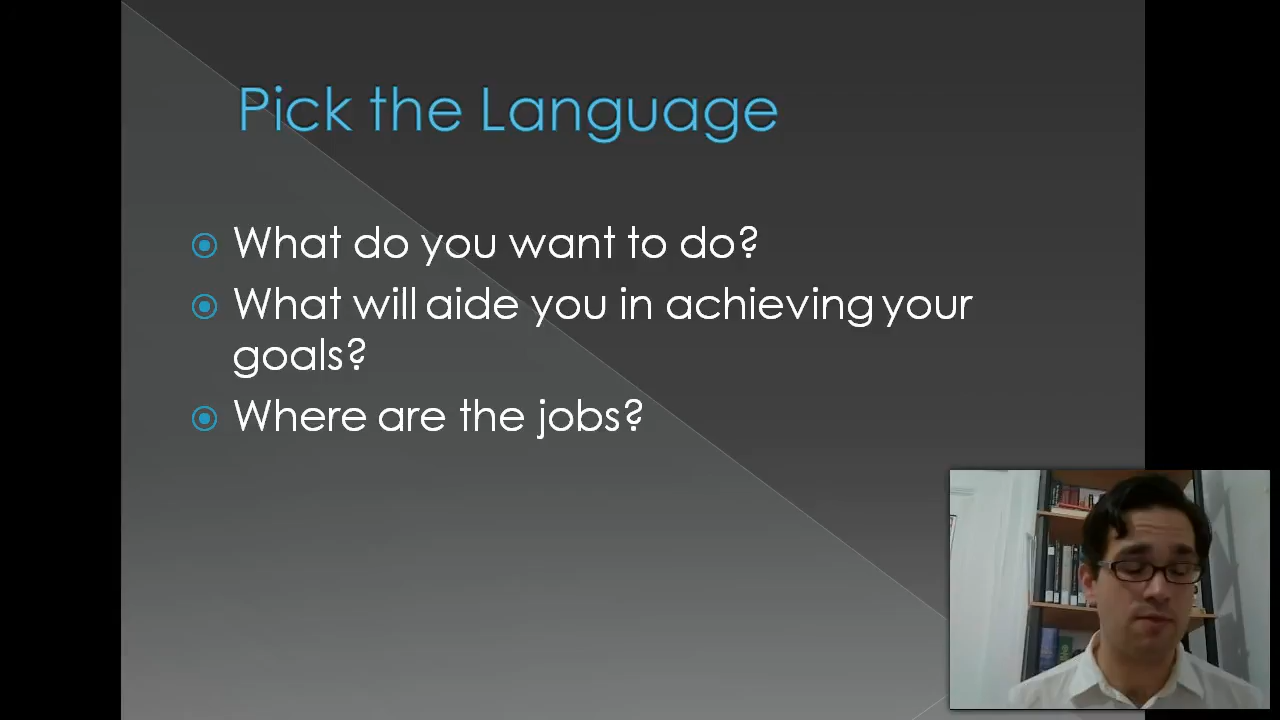 Pick the Language
What do you want to do?
What will aide you in achieving your
goals?
Where are the jobs?